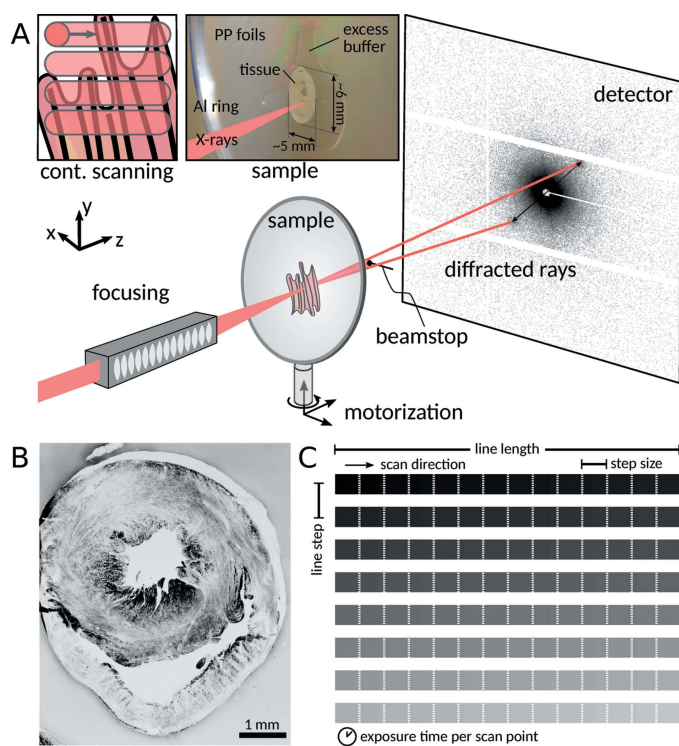 A
PP foils
excess
buffer
tissue
Al ring
X-rays
~6 mm
~5 mm
detector
cont. scanning
sample
y
x
z
sample
focusing
diffracted rays
beamstop
motorization
B
1 mm
C
line length
scan direction
step size
line step
exposure time per scan point